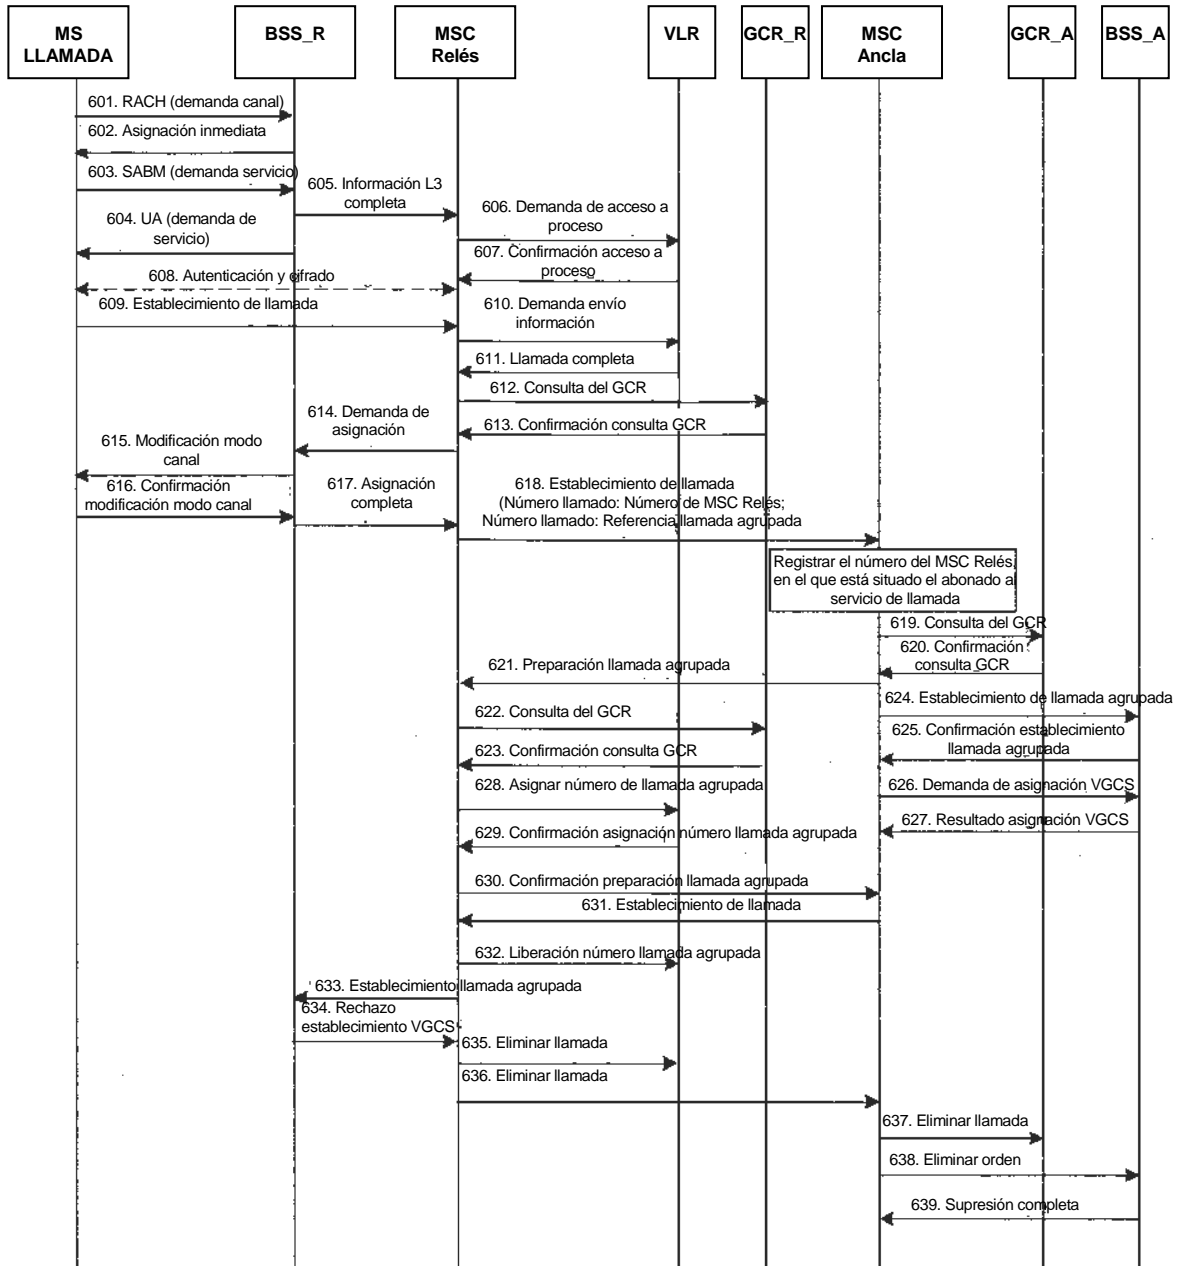 MS
LLAMADA
BSS_R
MSC
Relés
VLR
GCR_R
MSC
Ancla
GCR_A
BSS_A
601. RACH (demanda canal)
602. Asignación inmediata
603. SABM (demanda servicio)
605. Información L3
completa
604. UA (demanda de
servicio)
606. Demanda de acceso a
proceso
607. Confirmación acceso a
proceso
608. Autenticación y cifrado
609. Establecimiento de llamada
610. Demanda envío
información
611. Llamada completa
612. Consulta del GCR
614. Demanda de
asignación
613. Confirmación consulta GCR
615. Modificación modo
canal
616. Confirmación
modificación modo canal
617. Asignación
completa
618. Establecimiento de llamada
(Número llamado: Número de MSC Relés;
Número llamado: Referencia llamada agrupada
Registrar el número del MSC Relés,
en el que está situado el abonado al
servicio de llamada
619. Consulta del GCR
620. Confirmación
consulta GCR
621. Preparación llamada agrupada
624. Establecimiento de llamada agrupada
622. Consulta del GCR
625. Confirmación establecimiento
llamada agrupada
623. Confirmación consulta GCR
628. Asignar número de llamada agrupada
626. Demanda de asignación VGCS
627. Resultado asignación VGCS
629. Confirmación asignación número llamada agrupada
630. Confirmación preparación llamada agrupada
631. Establecimiento de llamada
632. Liberación número llamada agrupada
633. Establecimiento llamada agrupada
634. Rechazo
establecimiento VGCS
635. Eliminar llamada
636. Eliminar llamada
637. Eliminar llamada
638. Eliminar orden
639. Supresión completa